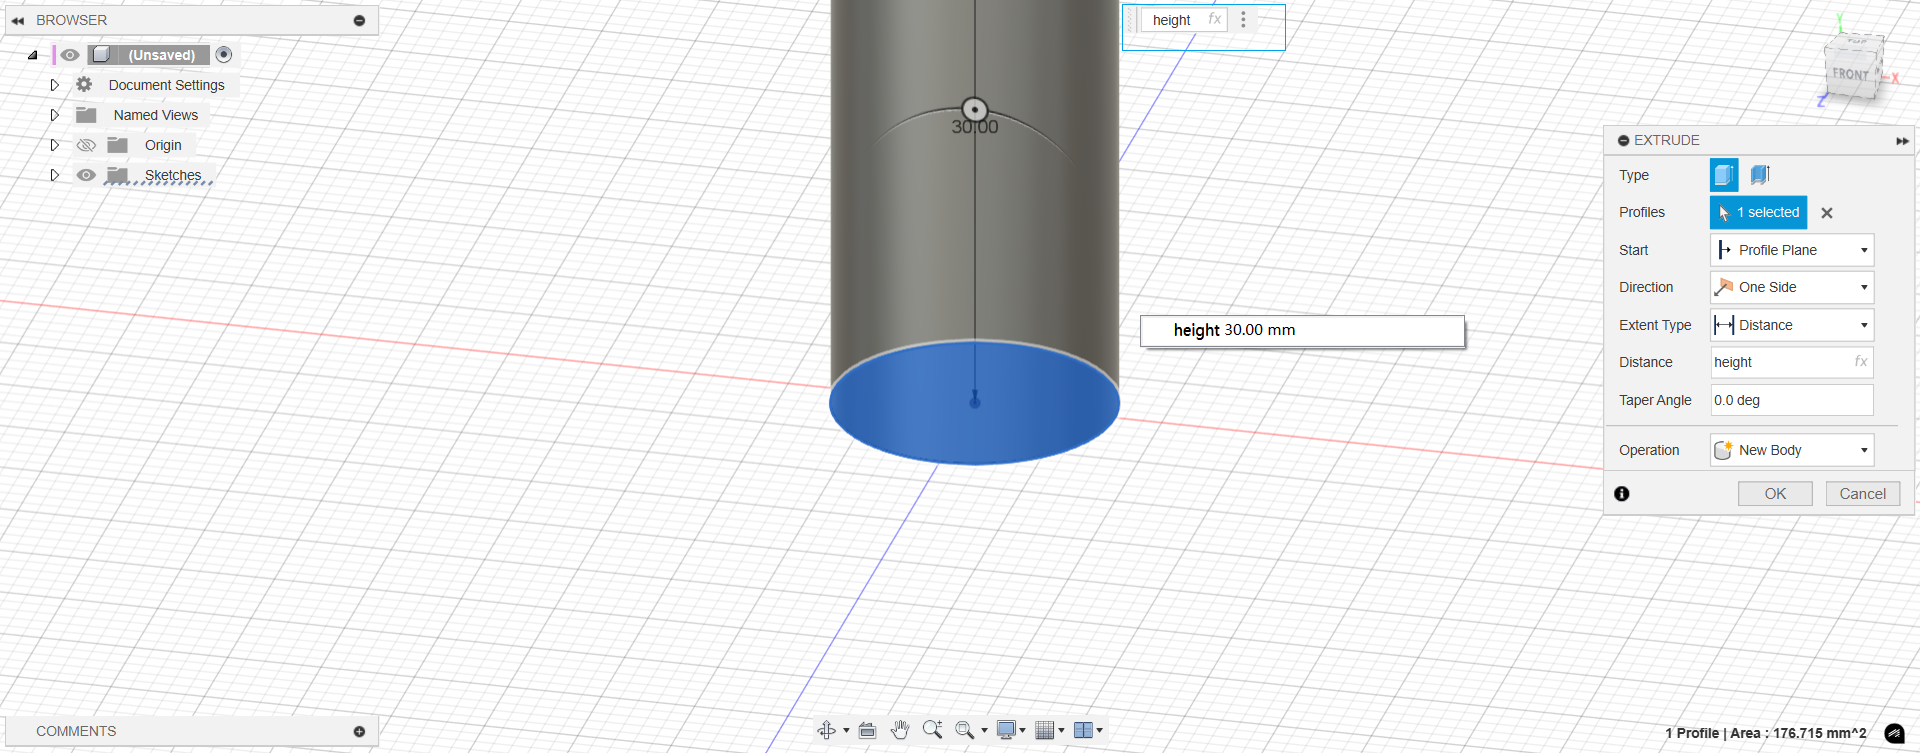 BROWSER
(Unsaved)
Document Settings
Named Views
Origin
Sketches
height fx
30.00
height 30.00 mm
Y
TOP
FRONT
X
Z
EXTRUDE
Type
Profiles 1 selected
Start Profile Plane
Direction One Side
Extent Type Distance
Distance height fx
Taper Angle 0.0 deg
Operation New Body
OK Cancel
COMMENTS
1 Profile | Area : 176.715 mm^2